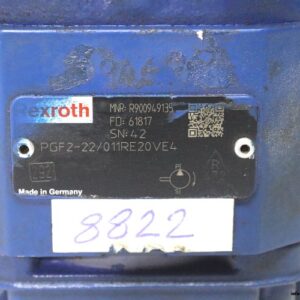 rexroth
MNR: R900949135
FD: 61817
SN: 42
PGF2-22/011RE20VE4
Made in Germany
8822